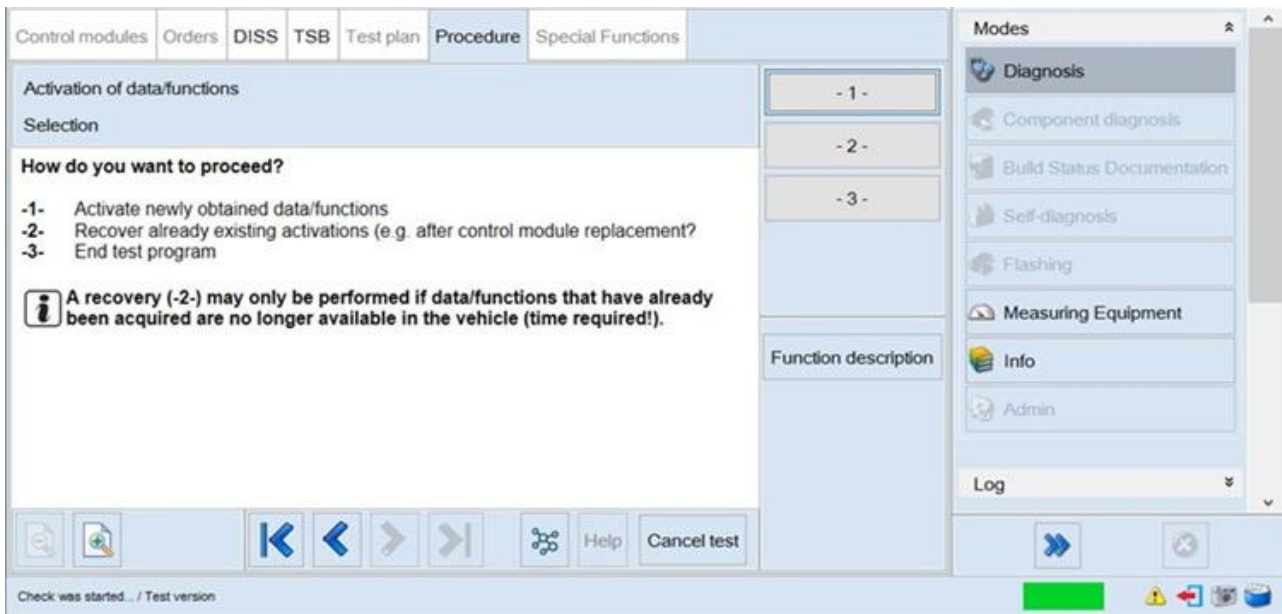 Control modules Orders DISS TSB Test plan Procedure Special Functions
Activation of data/functions
Selection
How do you want to proceed?
-1- Activate newly obtained data/functions
-2- Recover already existing activations (e.g. after control module replacement?
-3- End test program
i A recovery (-2-) may only be performed if data/functions that have already
been acquired are no longer available in the vehicle (time required!).
- 1 -
- 2 -
- 3 -
Function description
Help Cancel test
Modes
Diagnosis
Component diagnosis
Build Status Documentation
Self-diagnosis
Flashing
Measuring Equipment
Info
Admin
Log
Check was started... / Test version